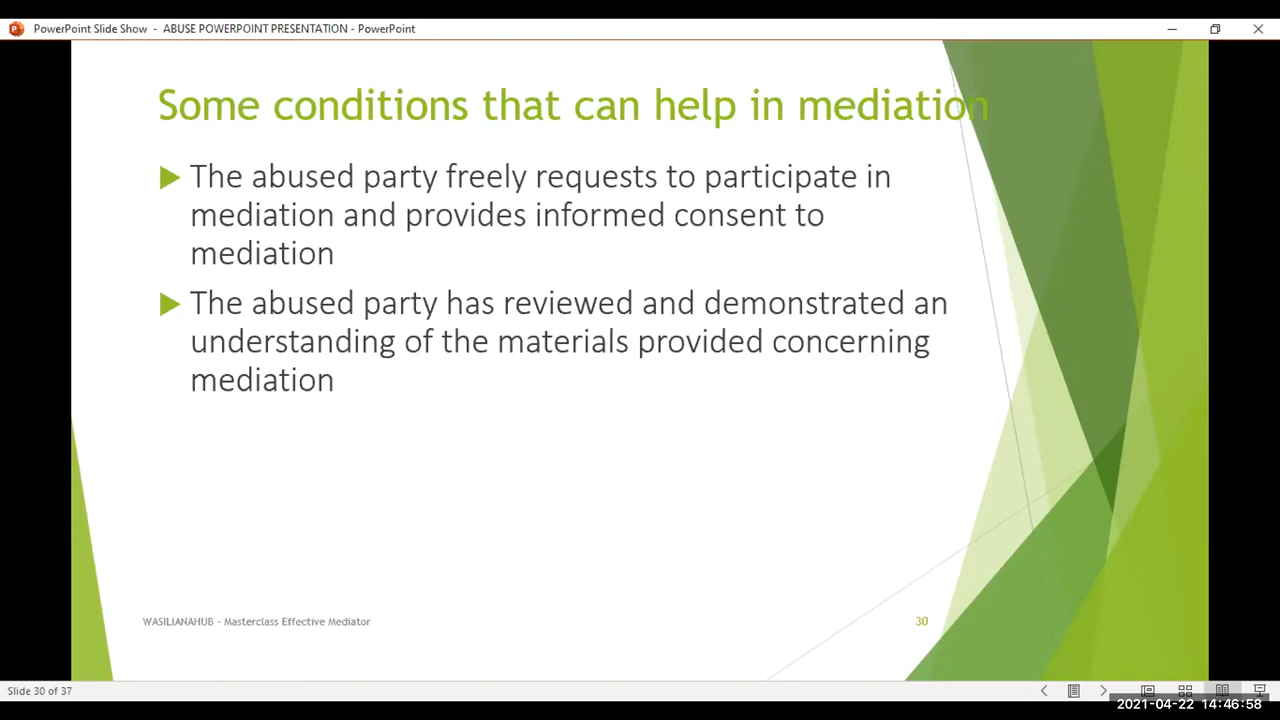 PowerPoint Slide Show - ABUSE POWERPOINT PRESENTATION - PowerPoint
Some conditions that can help in mediation
The abused party freely requests to participate in
mediation and provides informed consent to
mediation
The abused party has reviewed and demonstrated an
understanding of the materials provided concerning
mediation
WASILIANAHUB - Masterclass Effective Mediator
30
Slide 30 of 37
2021-04-22 14:46:58